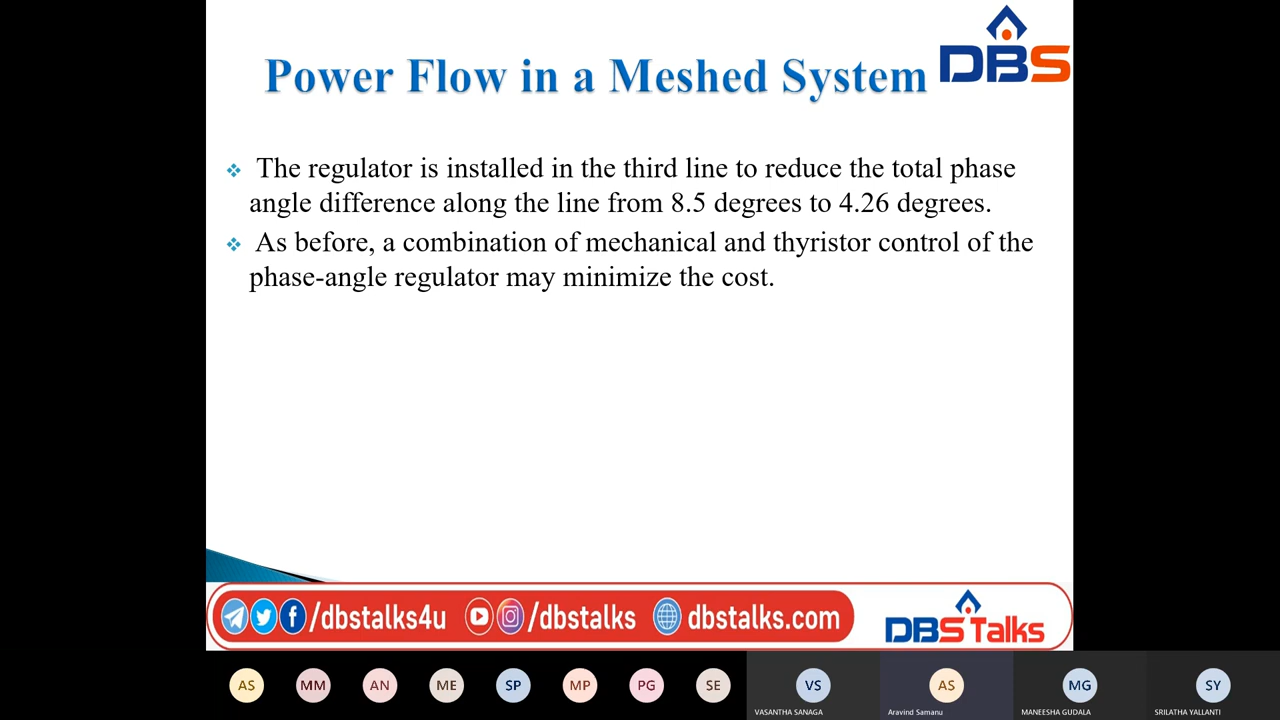 DBS
Power Flow in a Meshed System
The regulator is installed in the third line to reduce the total phase
angle difference along the line from 8.5 degrees to 4.26 degrees.
As before, a combination of mechanical and thyristor control of the
phase-angle regulator may minimize the cost.
/dbstalks4u /dbstalks dbstalks.com
DBS Talks
AS MM AN ME SP MP PG SE VS AS MG SY
VASANTHA SANAGA Aravind Samanu MANEESHA GUDALA SRILATHA YALLANTI